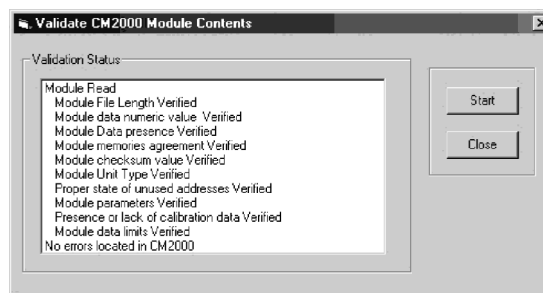 Validate CM2000 Module Contents
Validation Status
Module Read
Module File Length Verified
Module data numeric value Verified
Module Data presence Verified
Module memories agreement Verified
Module checksum value Verified
Module Unit Type Verified
Proper state of unused addresses Verified
Module parameters Verified
Presence or lack of calibration data Verified
Module data limits Verified
No errors located in CM2000
Start
Close